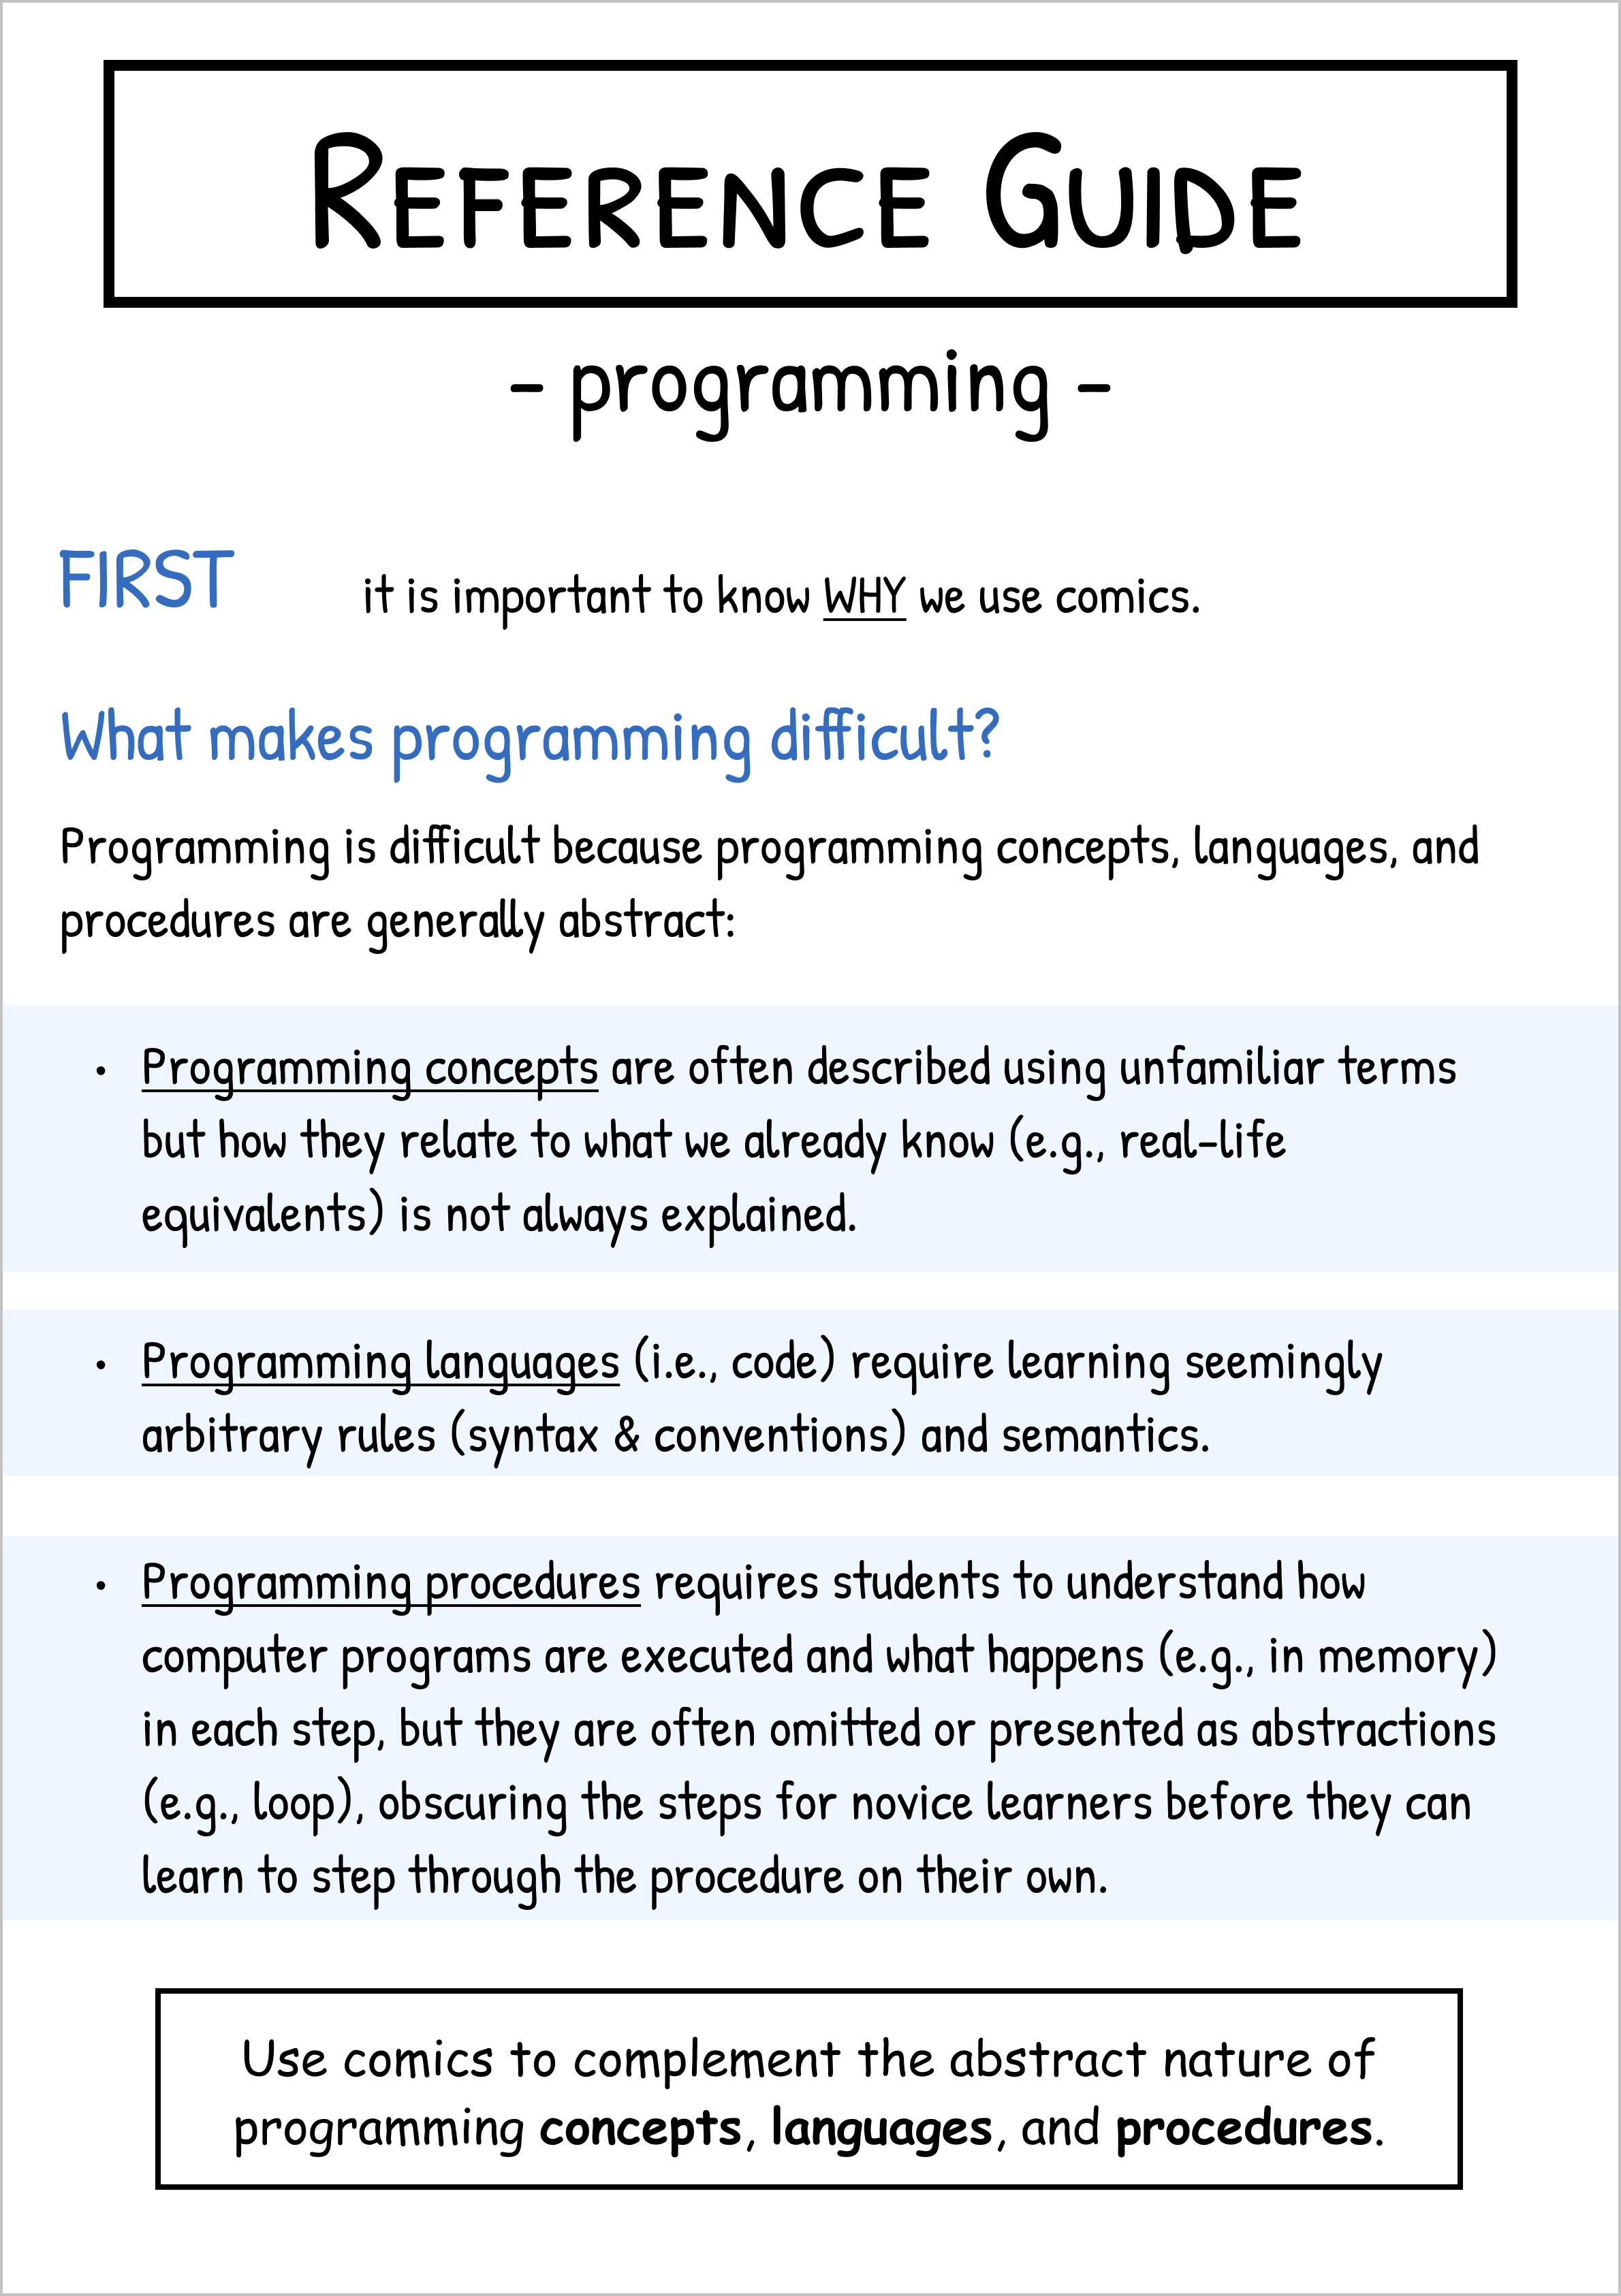 REFERENCE GUIDE
- programming -
FIRST it is important to know WHY we use comics.
What makes programming difficult?
Programming is difficult because programming concepts, languages, and
procedures are generally abstract:
• Programming concepts are often described using unfamiliar terms
but how they relate to what we already know (e.g., real-life
equivalents) is not always explained.
• Programming languages (i.e., code) require learning seemingly
arbitrary rules (syntax & conventions) and semantics.
• Programming procedures requires students to understand how
computer programs are executed and what happens (e.g., in memory)
in each step, but they are often omitted or presented as abstractions
(e.g., loop), obscuring the steps for novice learners before they can
learn to step through the procedure on their own.
Use comics to complement the abstract nature of
programming concepts, languages, and procedures.